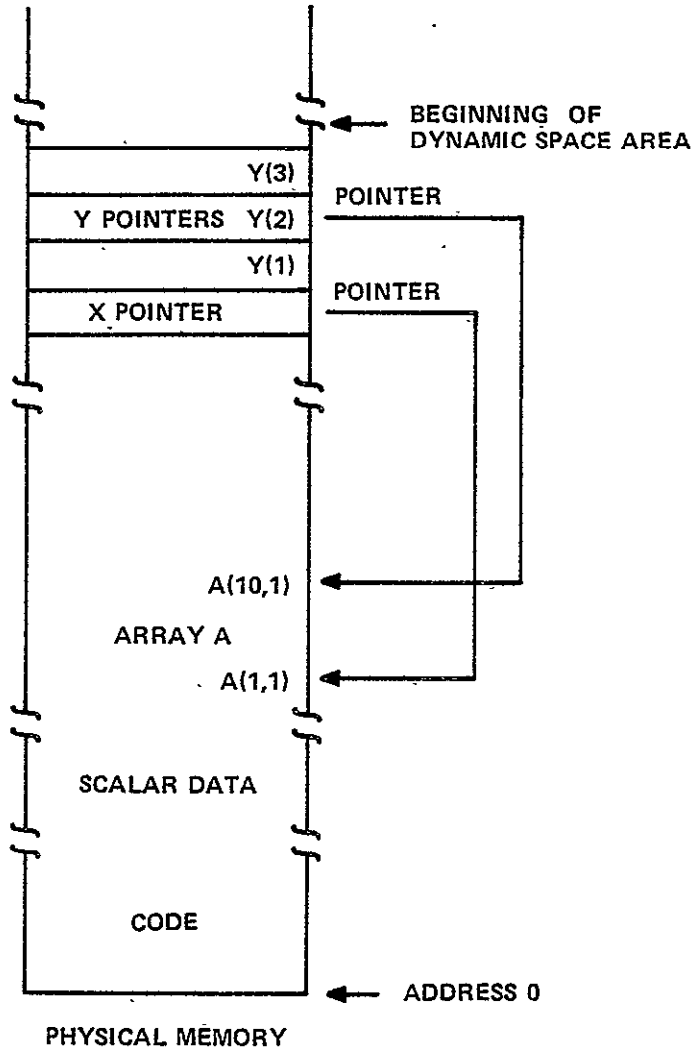 BEGINNING OF
DYNAMIC SPACE AREA
Y(3)
POINTER
Y POINTERS Y(2)
Y(1)
POINTER
X POINTER
A(10,1)
ARRAY A
A(1,1)
SCALAR DATA
CODE
ADDRESS 0
PHYSICAL MEMORY